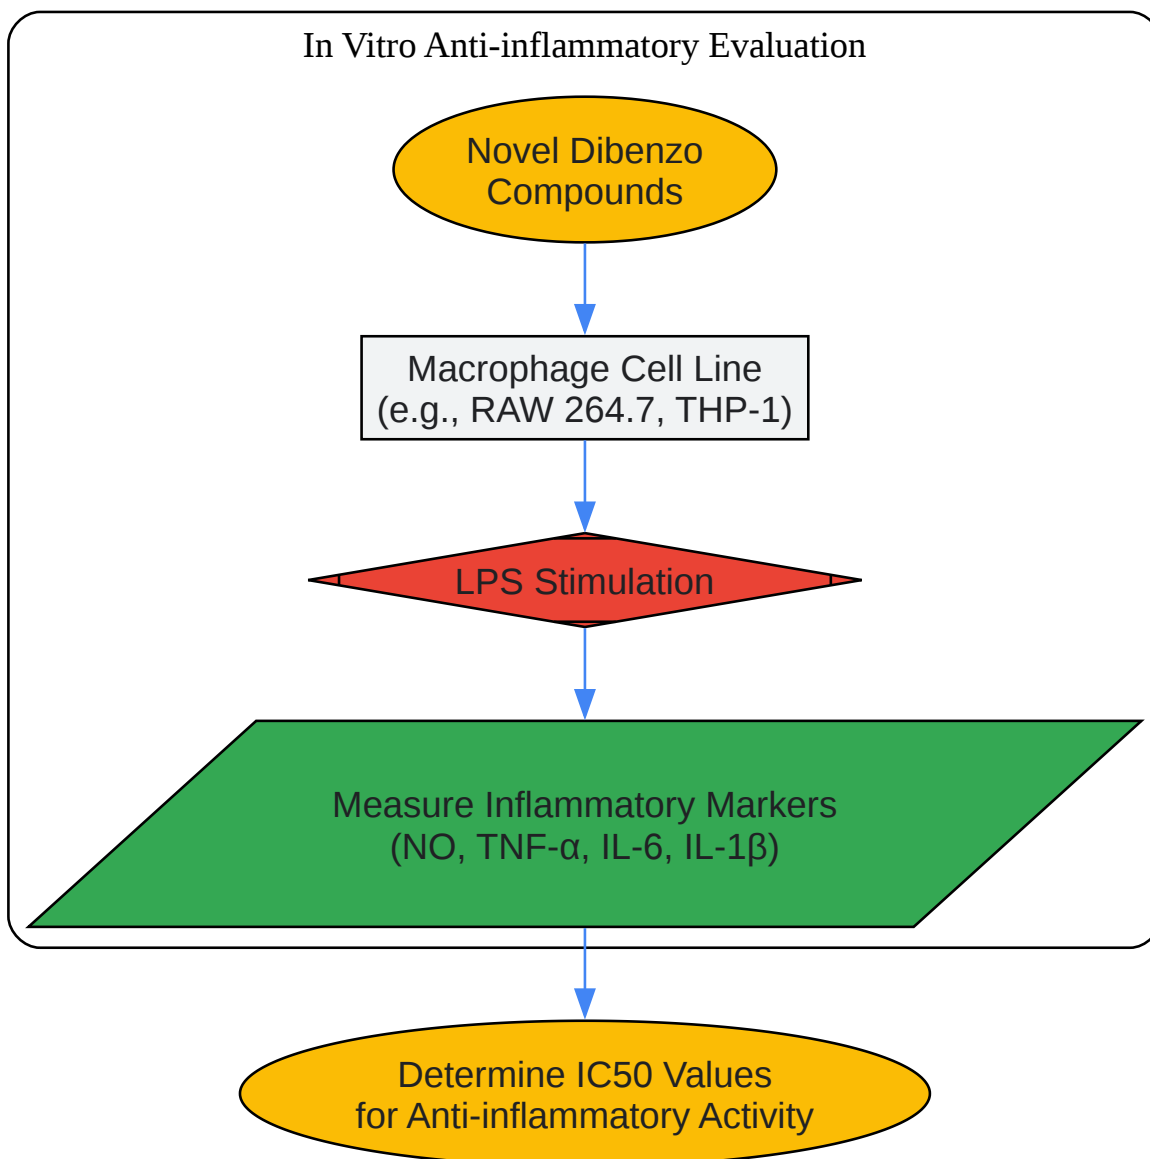 In Vitro Anti-inflammatory Evaluation
Novel Dibenzo
Compounds
Macrophage Cell Line
(e.g., RAW 264.7, THP-1)
LPS Stimulation
Measure Inflammatory Markers
(NO, TNF-α, IL-6, IL-1β)
Determine IC50 Values
for Anti-inflammatory Activity